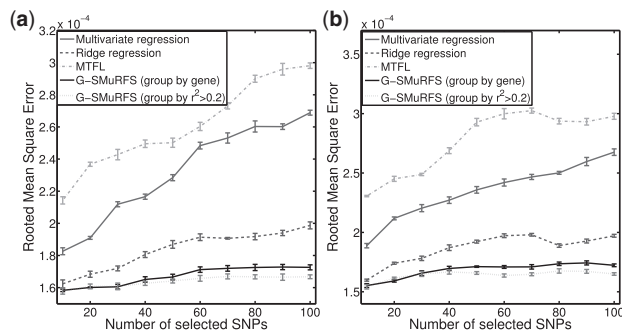 (a)
x 10⁻⁴
3.2
3
2.6
2.4
2.2
2
1.8
1.6
Rooted Mean Square Error
Multivariate regression
Ridge regression
MTFL
G−SMuRFS (group by gene)
G−SMuRFS (group by r²>0.2)
20 40 60 80 100
Number of selected SNPs
(b)
x 10⁻⁴
3.5
3
2.5
2
1.5
Rooted Mean Square Error
Multivariate regression
Ridge regression
MTFL
G−SMuRFS (group by gene)
G−SMuRFS (group by r²>0.2)
20 40 60 80 100
Number of selected SNPs